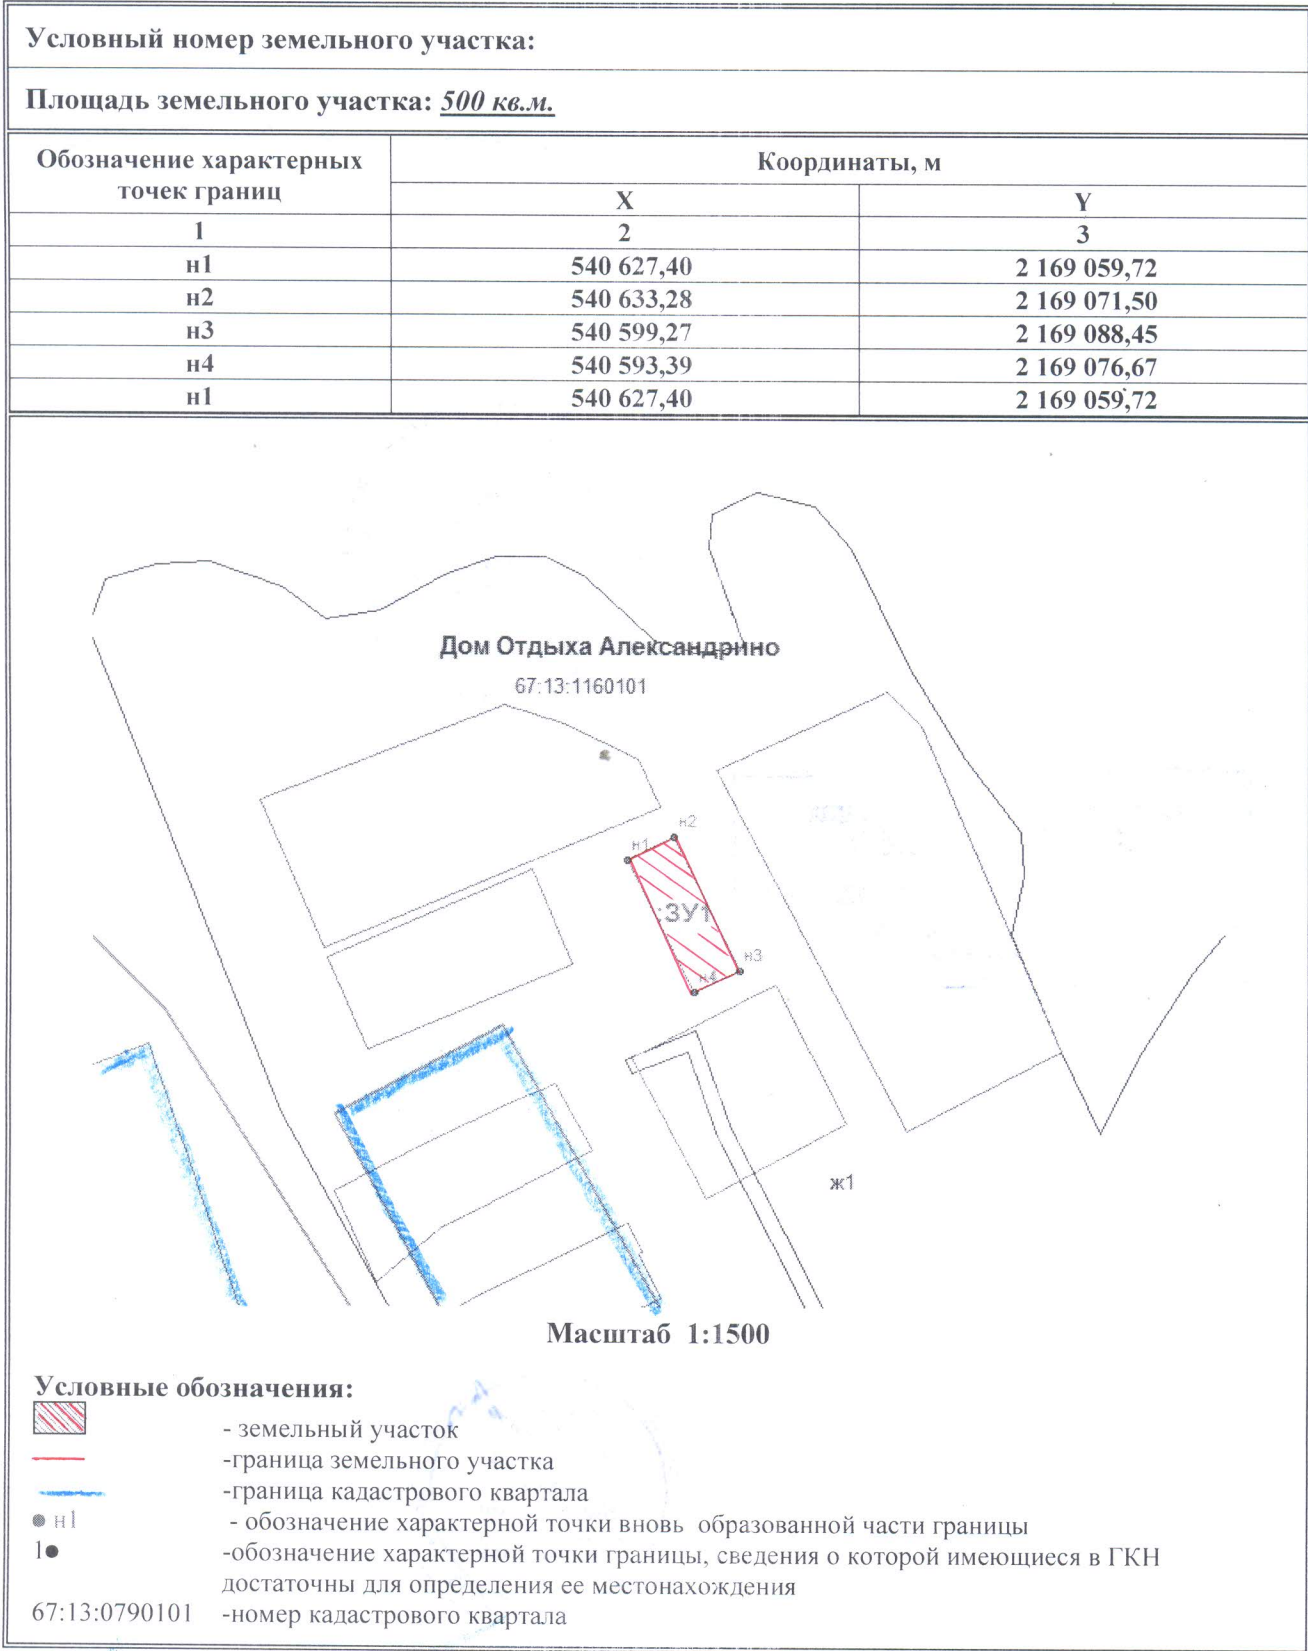 Условный номер земельного участка:
Площадь земельного участка: 500 кв.м.
Обозначение характерных
точек границ
Координаты, м
X
Y
1
2
3
н1
540 627,40
2 169 059,72
н2
540 633,28
2 169 071,50
н3
540 599,27
2 169 088,45
н4
540 593,39
2 169 076,67
н1
540 627,40
2 169 059,72
Дом Отдыха Александрино
67:13:1160101
н2
н1
:ЗУ1
н3
н4
ж1
Масштаб 1:1500
Условные обозначения:
- земельный участок
-граница земельного участка
-граница кадастрового квартала
н1 - обозначение характерной точки вновь образованной части границы
1 -обозначение характерной точки границы, сведения о которой имеющиеся в ГКН
достаточны для определения ее местонахождения
67:13:0790101 -номер кадастрового квартала